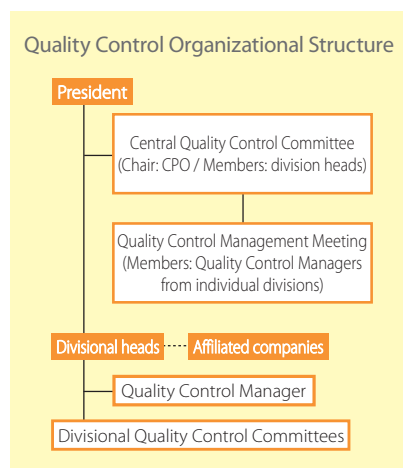 Quality Control Organizational Structure
President
Central Quality Control Committee
(Chair: CPO / Members: division heads)
Quality Control Management Meeting
(Members: Quality Control Managers
from individual divisions)
Divisional heads
Affiliated companies
Quality Control Manager
Divisional Quality Control Committees